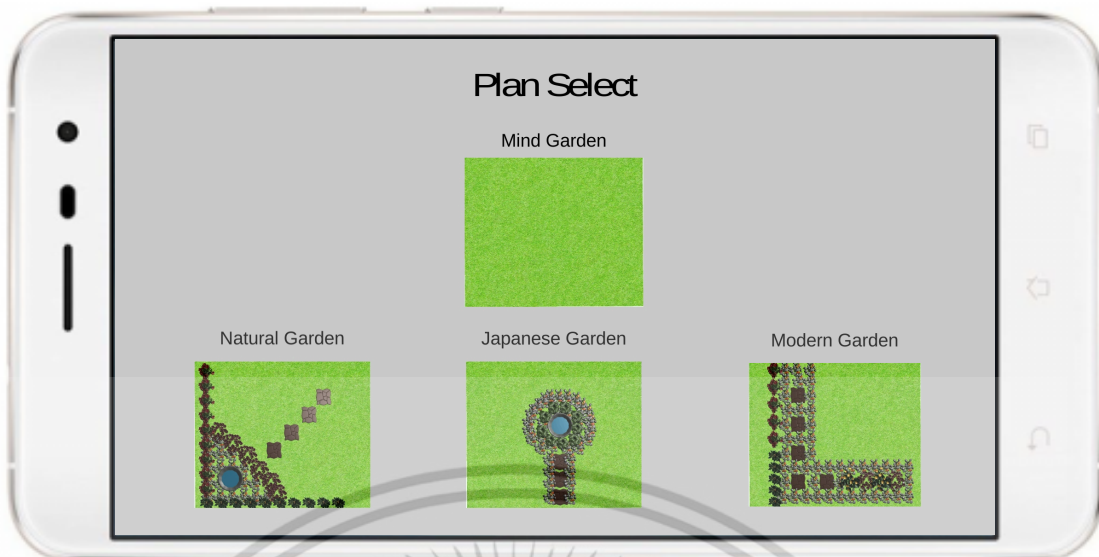 Plan Select
Mind Garden
Natural Garden
Japanese Garden
Modern Garden